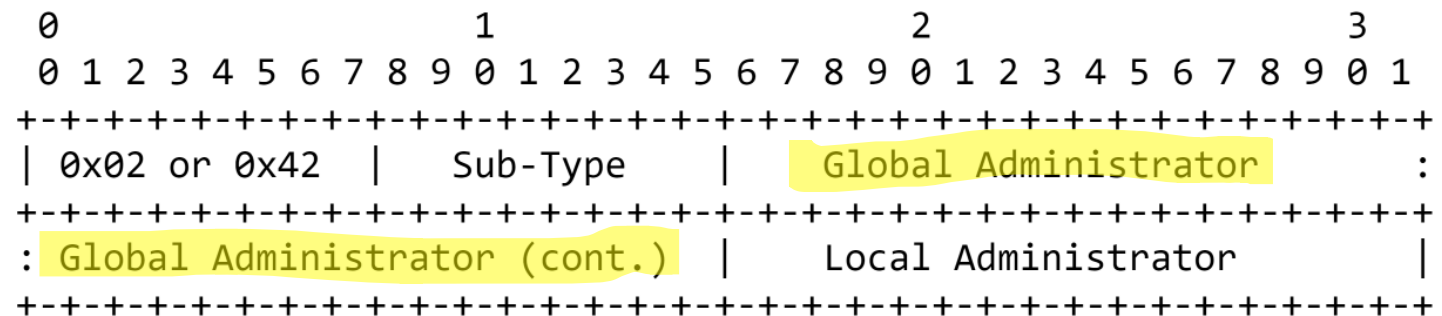 0                   1                   2                   3
0 1 2 3 4 5 6 7 8 9 0 1 2 3 4 5 6 7 8 9 0 1 2 3 4 5 6 7 8 9 0 1
+-+-+-+-+-+-+-+-+-+-+-+-+-+-+-+-+-+-+-+-+-+-+-+-+-+-+-+-+-+-+-+-+
| 0x02 or 0x42  |   Sub-Type    |    Global Administrator       :
+-+-+-+-+-+-+-+-+-+-+-+-+-+-+-+-+-+-+-+-+-+-+-+-+-+-+-+-+-+-+-+-+
: Global Administrator (cont.)  |    Local Administrator        |
+-+-+-+-+-+-+-+-+-+-+-+-+-+-+-+-+-+-+-+-+-+-+-+-+-+-+-+-+-+-+-+-+